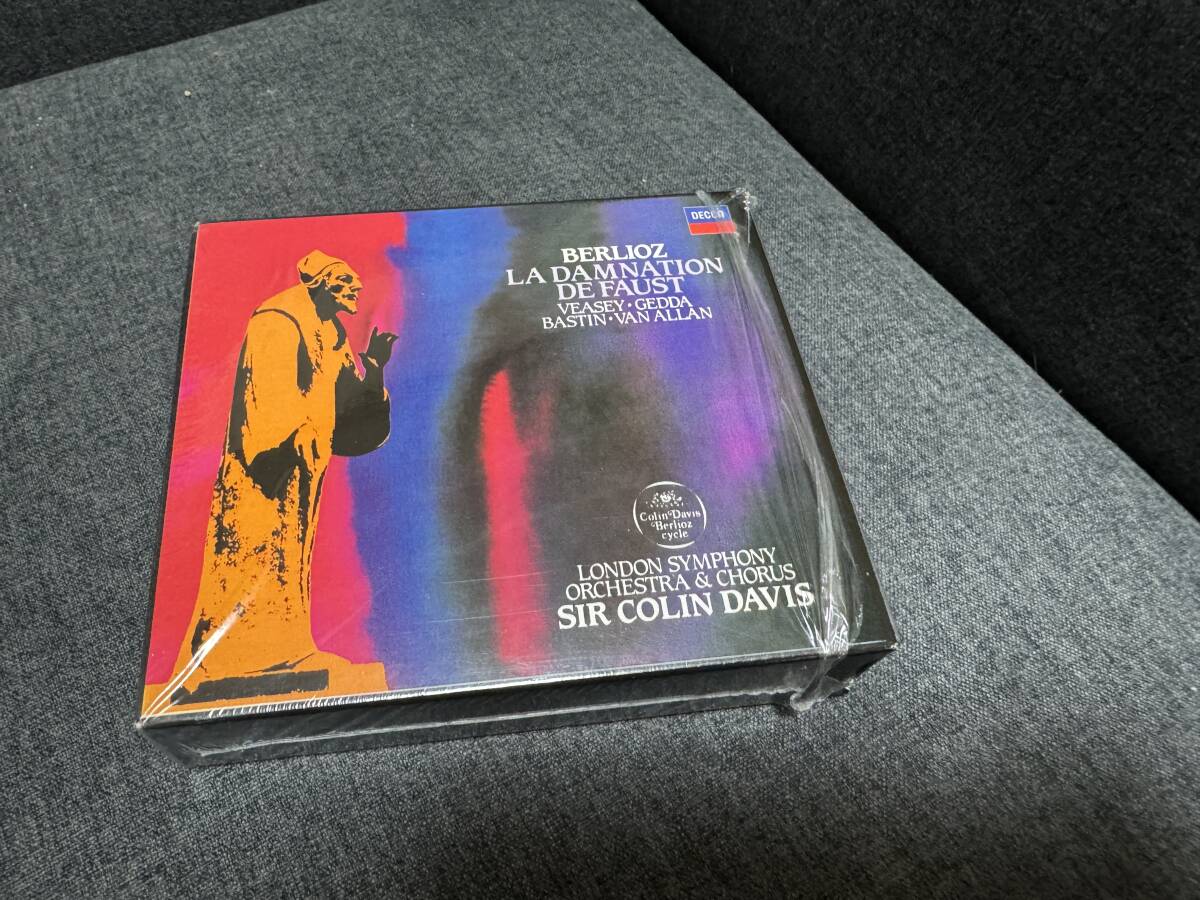 DECCA
BERLIOZ
LA DAMNATION
DE FAUST
VEASEY • GEDDA
BASTIN • VAN ALLAN
Colin Davis
Berlioz
cycle
LONDON SYMPHONY
ORCHESTRA & CHORUS
SIR COLIN DAVIS